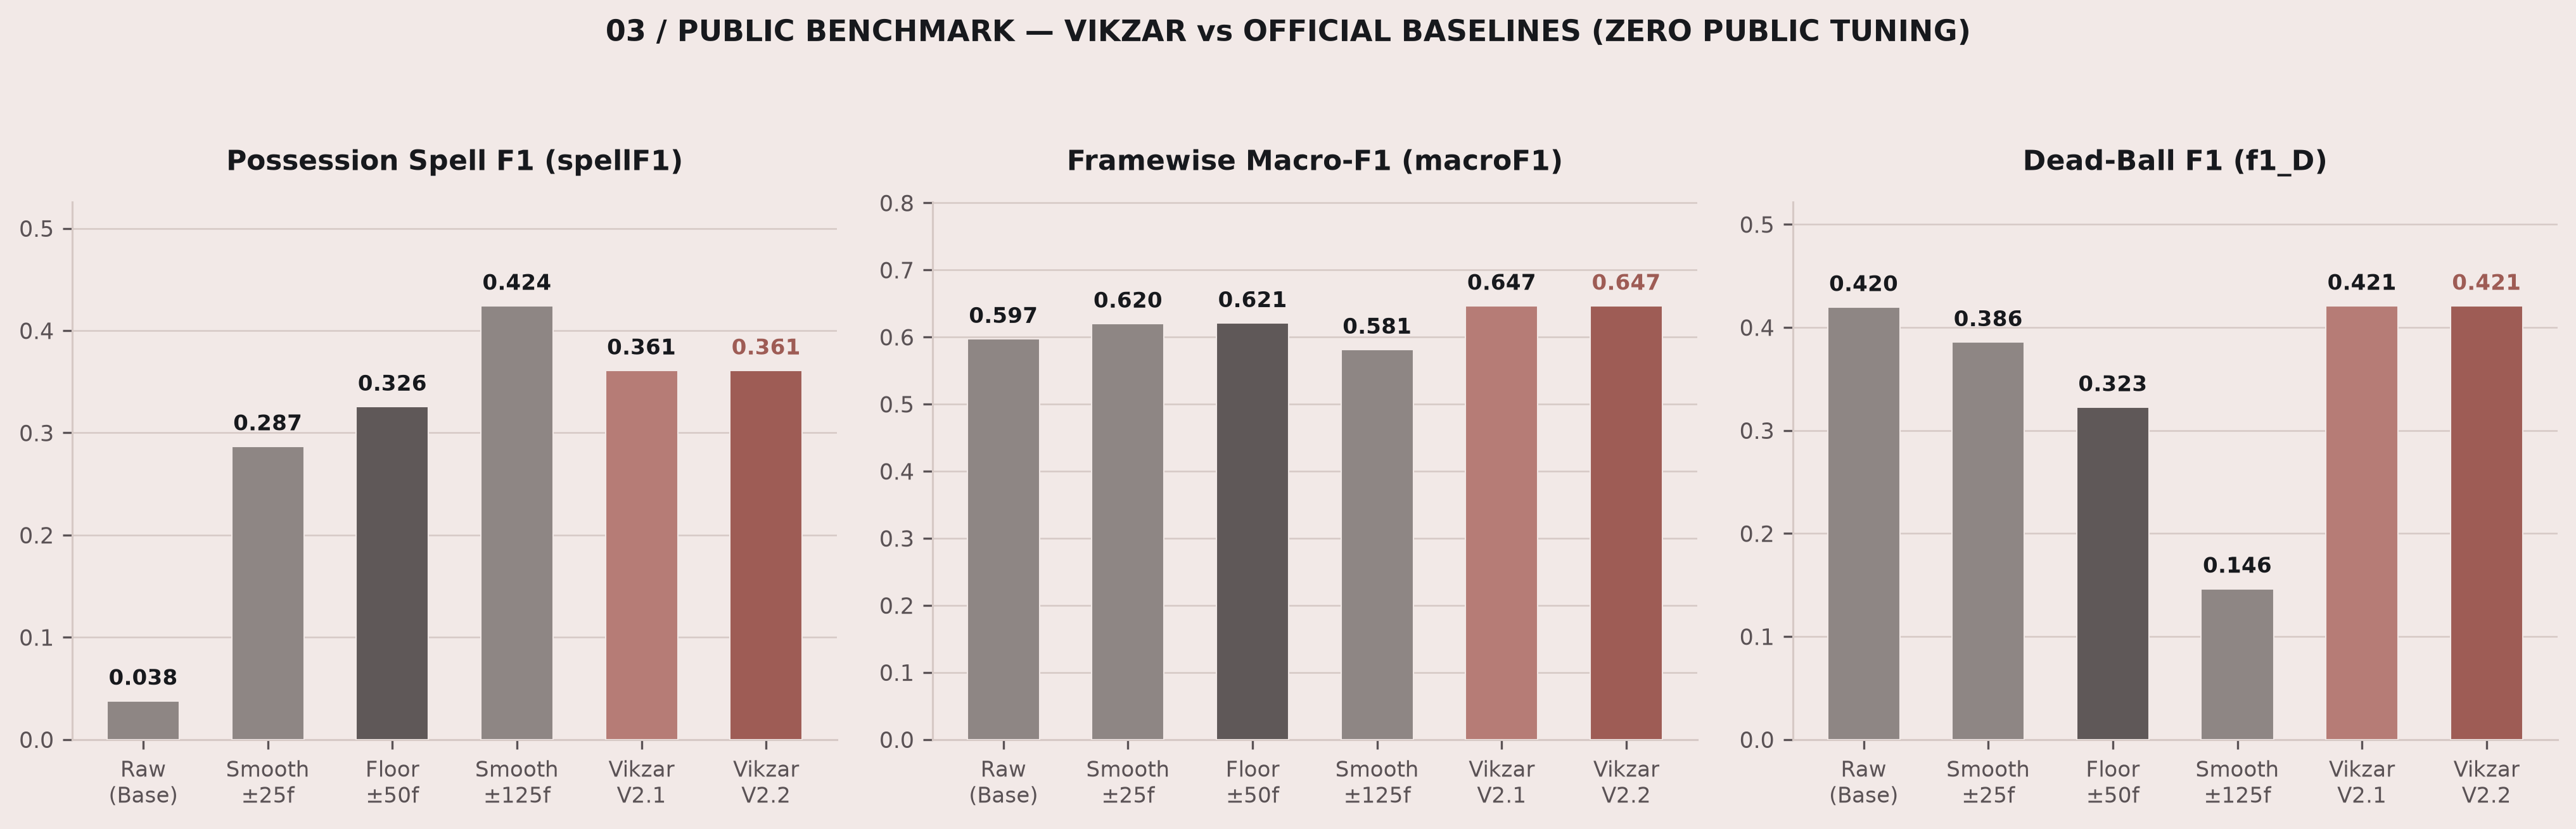 03 / PUBLIC BENCHMARK — VIKZAR vs OFFICIAL BASELINES (ZERO PUBLIC TUNING)
Possession Spell F1 (spellF1)
0.5
0.4
0.3
0.2
0.1
0.0
0.038
0.287
0.326
0.424
0.361
0.361
Raw
(Base)
Smooth
±25f
Floor
±50f
Smooth
±125f
Vikzar
V2.1
Vikzar
V2.2
Framewise Macro-F1 (macroF1)
0.8
0.7
0.6
0.5
0.4
0.3
0.2
0.1
0.0
0.597
0.620
0.621
0.581
0.647
0.647
Raw
(Base)
Smooth
±25f
Floor
±50f
Smooth
±125f
Vikzar
V2.1
Vikzar
V2.2
Dead-Ball F1 (f1_D)
0.5
0.4
0.3
0.2
0.1
0.0
0.420
0.386
0.323
0.146
0.421
0.421
Raw
(Base)
Smooth
±25f
Floor
±50f
Smooth
±125f
Vikzar
V2.1
Vikzar
V2.2